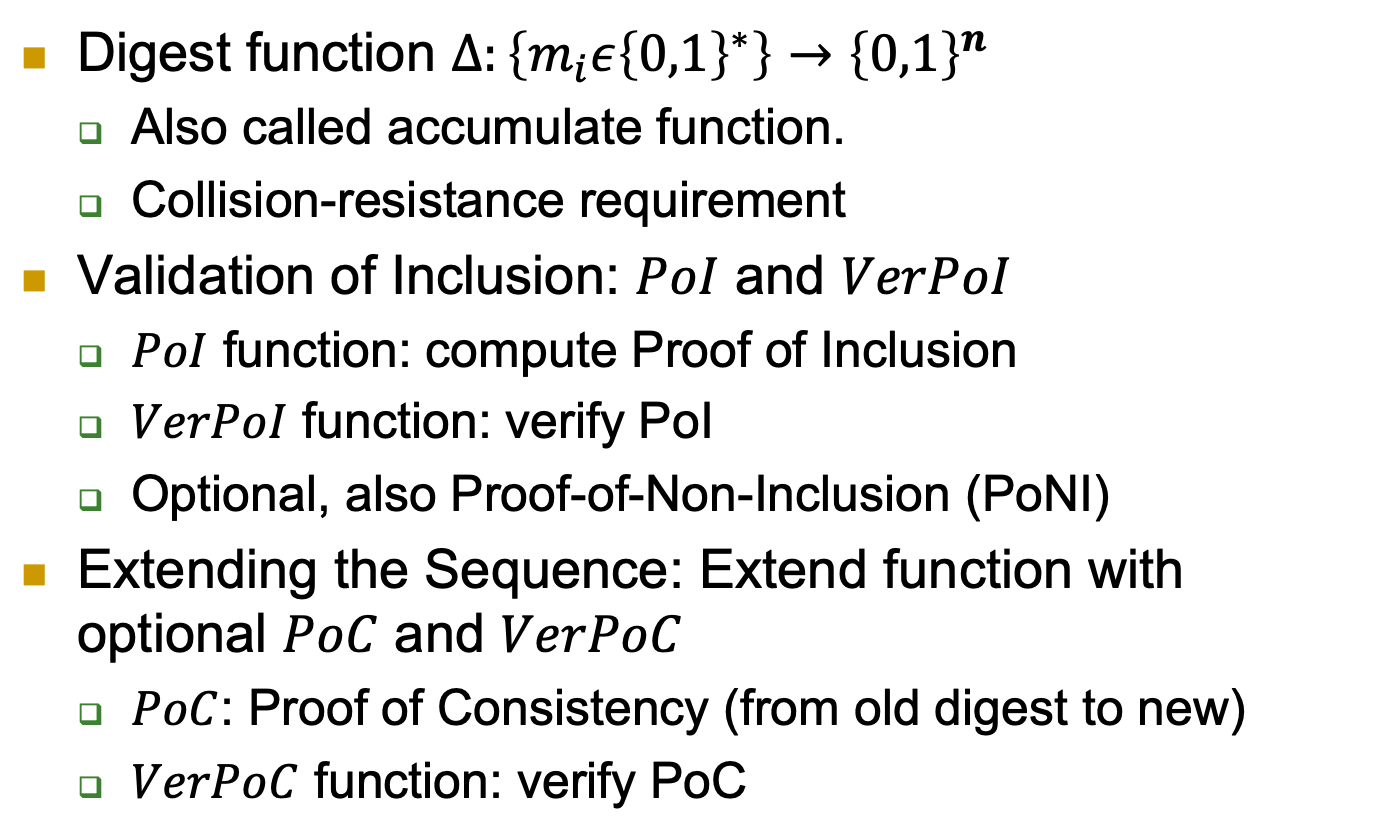 Digest function Δ: {mᵢϵ{0,1}*} → {0,1}ⁿ
Also called accumulate function.
Collision-resistance requirement
Validation of Inclusion: PoI and VerPoI
PoI function: compute Proof of Inclusion
VerPoI function: verify PoI
Optional, also Proof-of-Non-Inclusion (PoNI)
Extending the Sequence: Extend function with
optional PoC and VerPoC
PoC: Proof of Consistency (from old digest to new)
VerPoC function: verify PoC